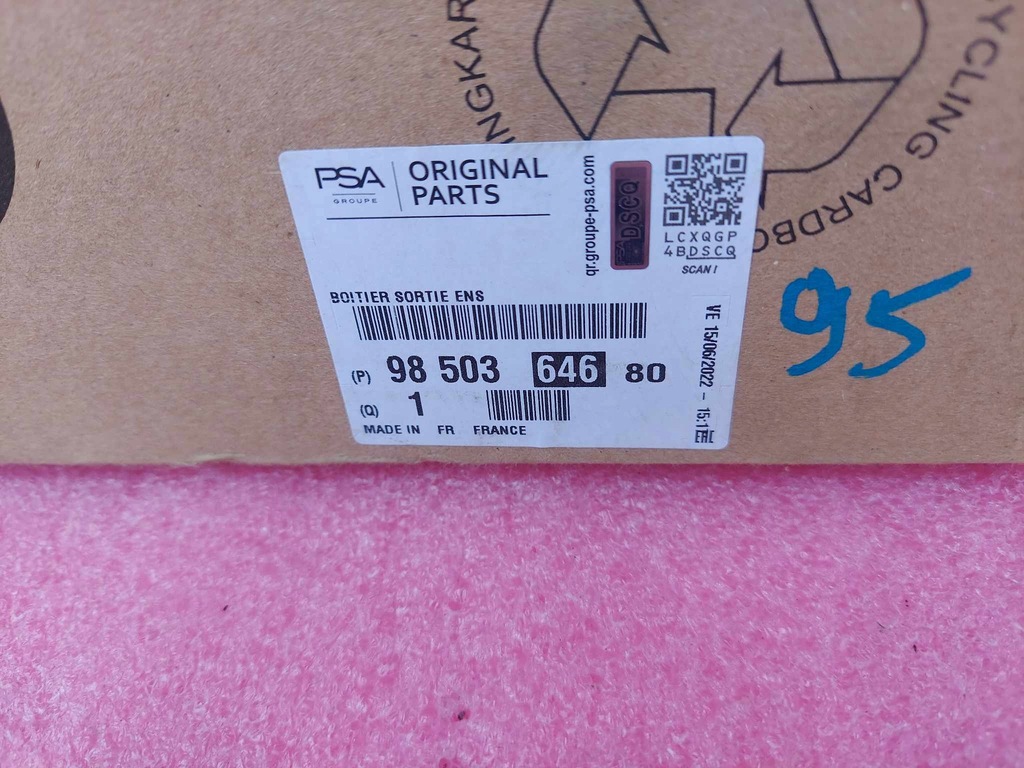 NGKAR
YCLING CARDBO
PSA
GROUPE
ORIGINAL
PARTS
qr.groupe-psa.com
DSCQ
LCXQGP
4BDSCQ
SCAN!
BOITIER SORTIE ENS
(P) 98 503 646 80
(Q) 1
MADE IN FR FRANCE
VE 15/06/2022 - 15:1
EAC
95